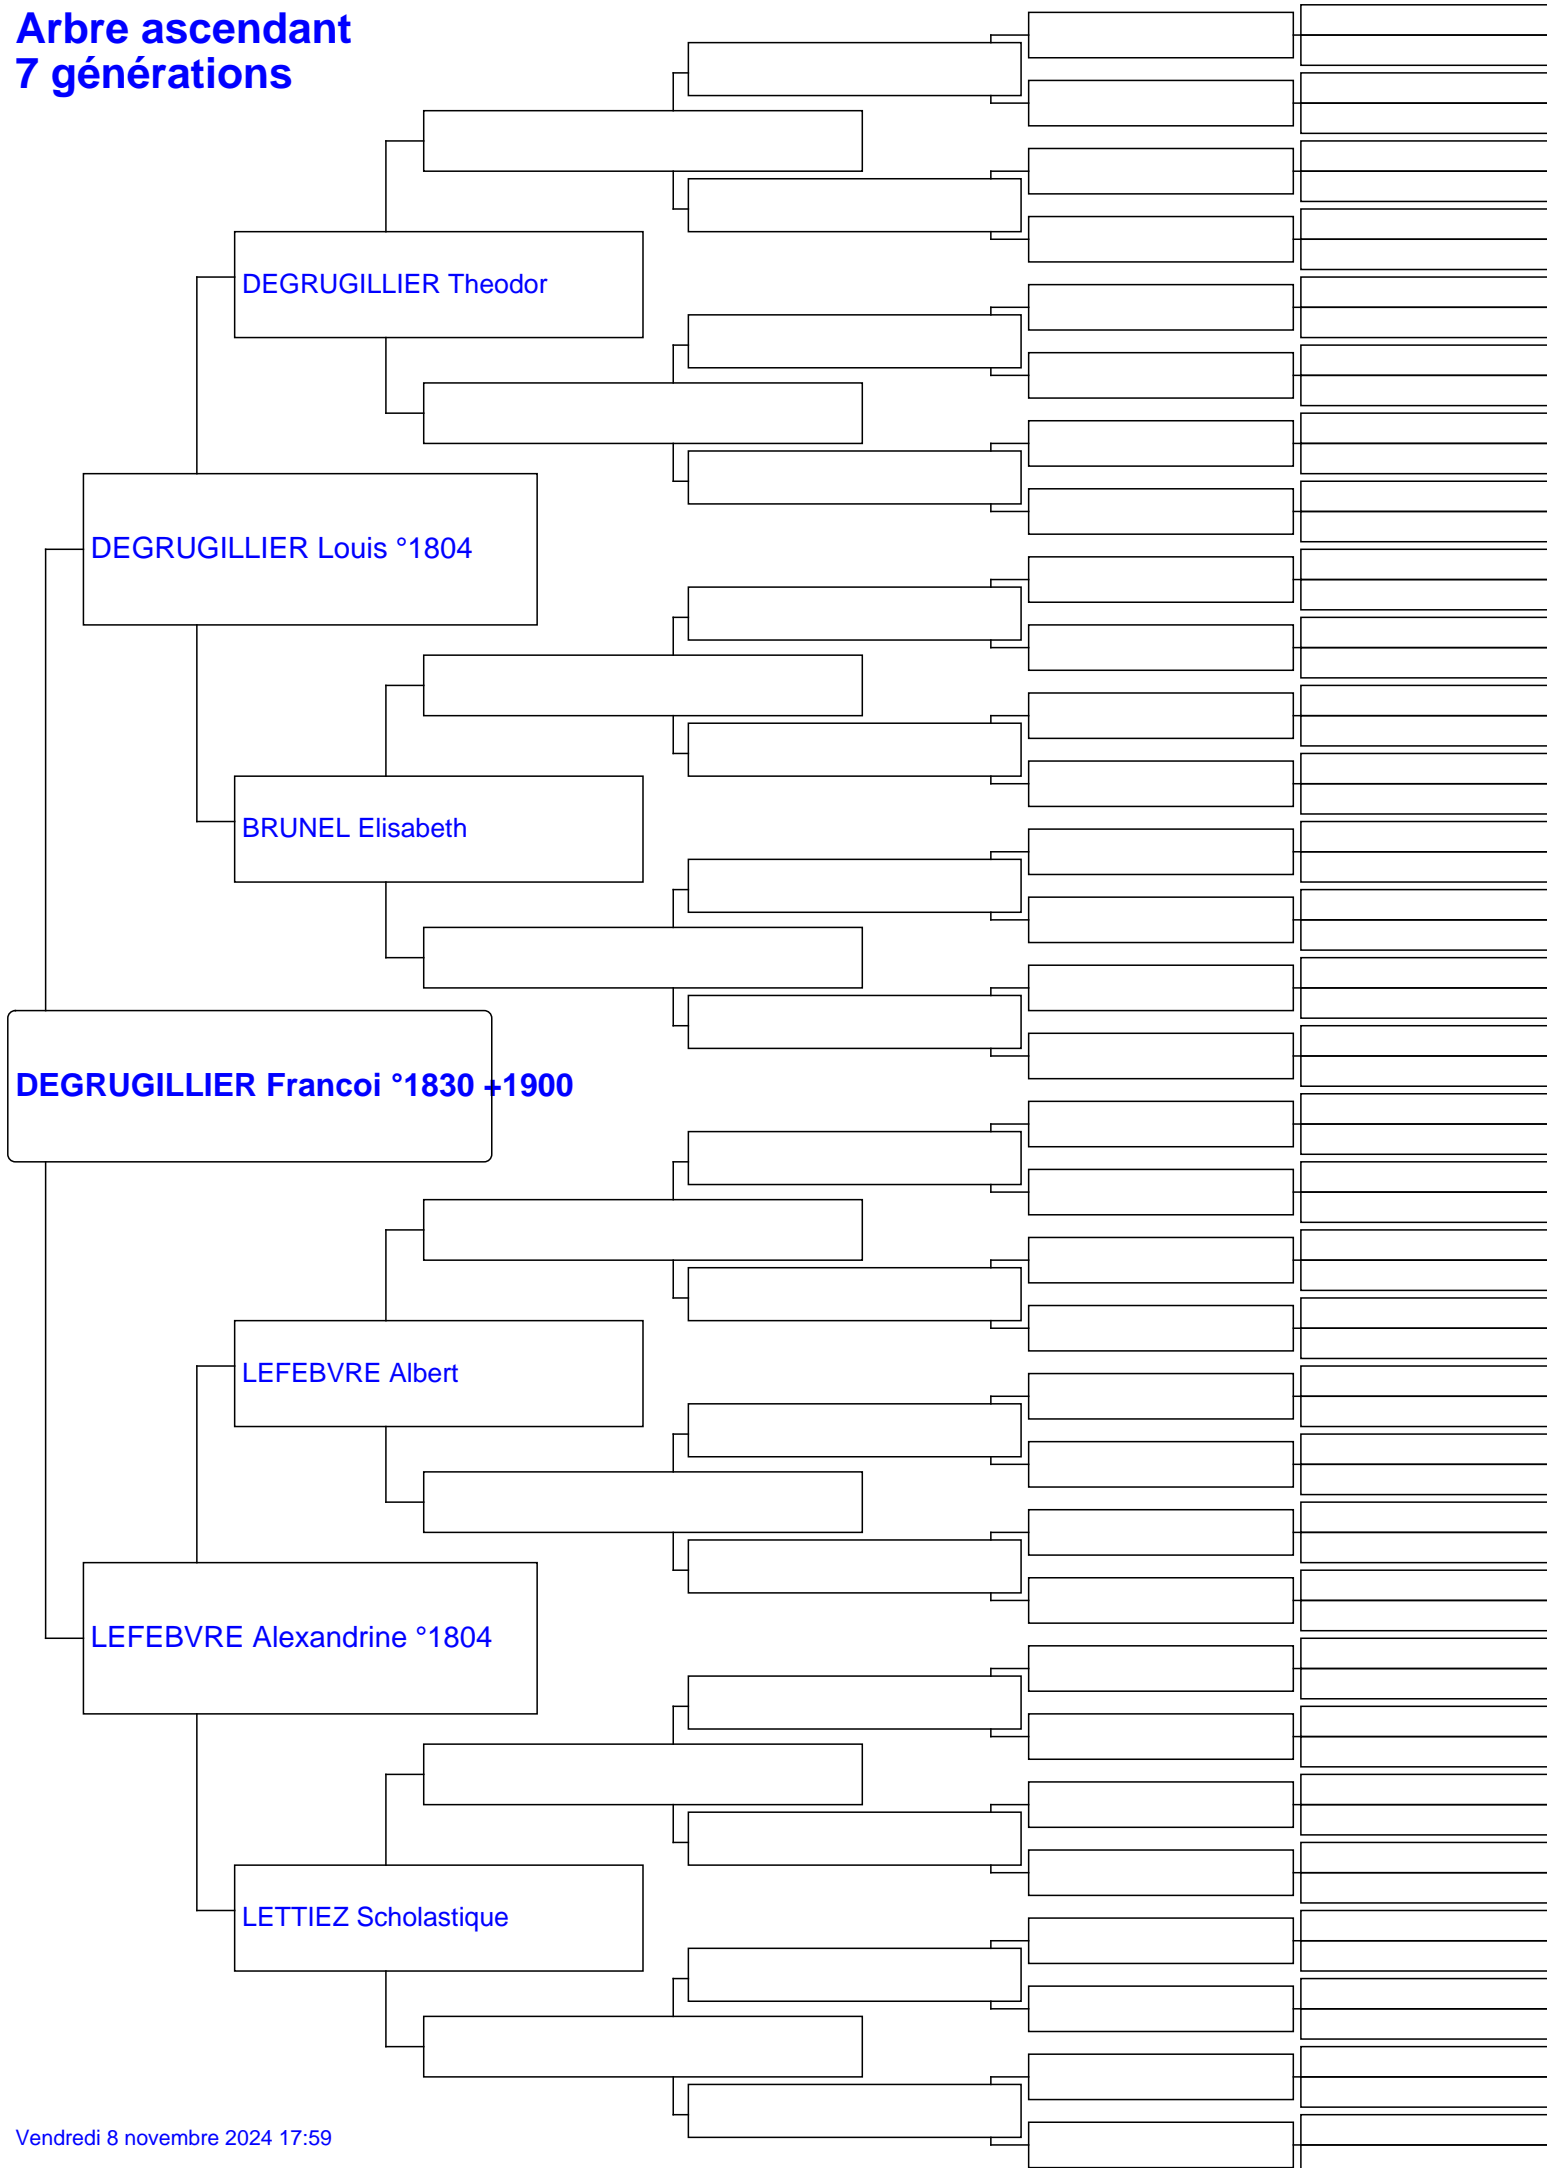 Arbre ascendant
7 générations
DEGRUGILLIER Theodor
DEGRUGILLIER Louis °1804
BRUNEL Elisabeth
DEGRUGILLIER Francoi °1830 +1900
LEFEBVRE Albert
LEFEBVRE Alexandrine °1804
LETTIEZ Scholastique
Vendredi 8 novembre 2024 17:59